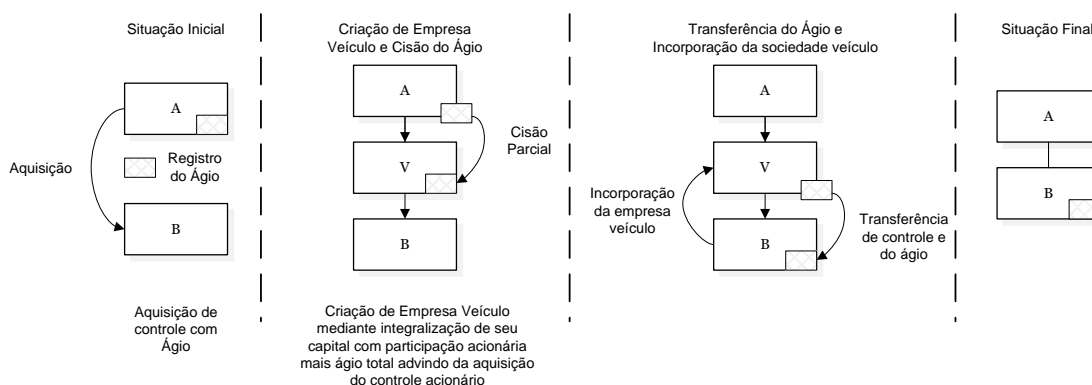 Situação Inicial
A
Aquisição
Registro
do Ágio
B
Aquisição de
controle com
Ágio
Criação de Empresa
Veículo e Cisão do Ágio
A
Cisão
Parcial
V
B
Criação de Empresa Veículo
mediante integralização de seu
capital com participação acionária
mais ágio total advindo da aquisição
do controle acionário
Transferência do Ágio e
Incorporação da sociedade veículo
A
V
Incorporação
da empresa
veículo
B
Transferência
de controle e
do ágio
Situação Final
A
B